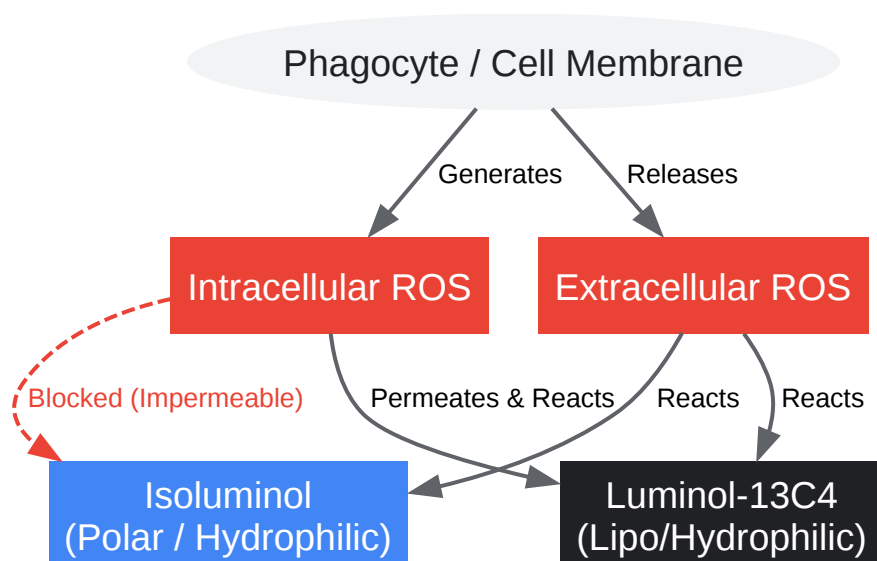 Phagocyte / Cell Membrane
Generates
Releases
Intracellular ROS
Extracellular ROS
Blocked (Impermeable)
Permeates & Reacts
Reacts
Reacts
Isoluminol
(Polar / Hydrophilic)
Luminol-13C4
(Lipo/Hydrophilic)